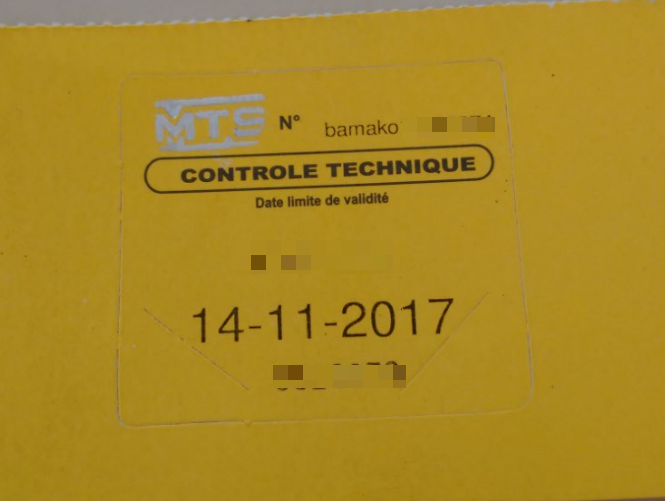 MTS N° bamako
CONTROLE TECHNIQUE
Date limite de validité
14-11-2017